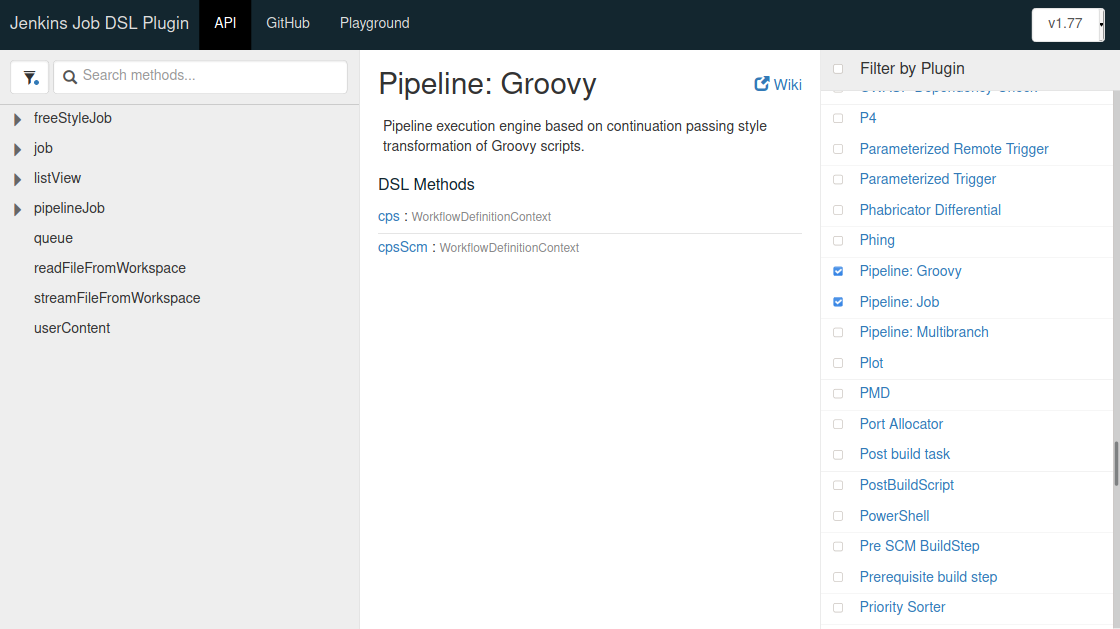 Jenkins Job DSL Plugin
API
GitHub
Playground
v1.77
Search methods...
freeStyleJob
job
listView
pipelineJob
queue
readFileFromWorkspace
streamFileFromWorkspace
userContent
Pipeline: Groovy
Wiki
Pipeline execution engine based on continuation passing style
transformation of Groovy scripts.
DSL Methods
cps : WorkflowDefinitionContext
cpsScm : WorkflowDefinitionContext
Filter by Plugin
OWASP Dependency-Check
P4
Parameterized Remote Trigger
Parameterized Trigger
Phabricator Differential
Phing
Pipeline: Groovy
Pipeline: Job
Pipeline: Multibranch
Plot
PMD
Port Allocator
Post build task
PostBuildScript
PowerShell
Pre SCM BuildStep
Prerequisite build step
Priority Sorter